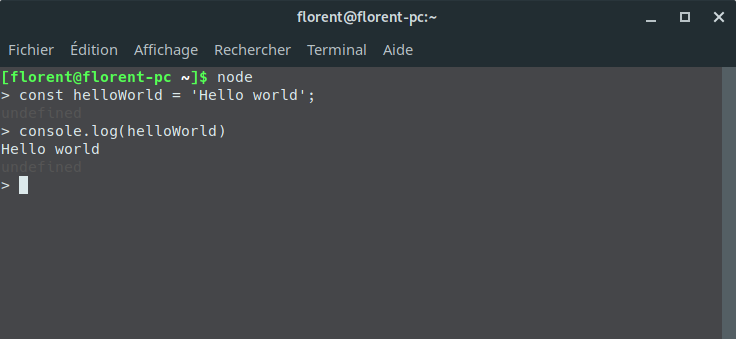 florent@florent-pc:~
Fichier Édition Affichage Rechercher Terminal Aide
[florent@florent-pc ~]$ node
> const helloWorld = 'Hello world';
undefined
> console.log(helloWorld)
Hello world
undefined
>